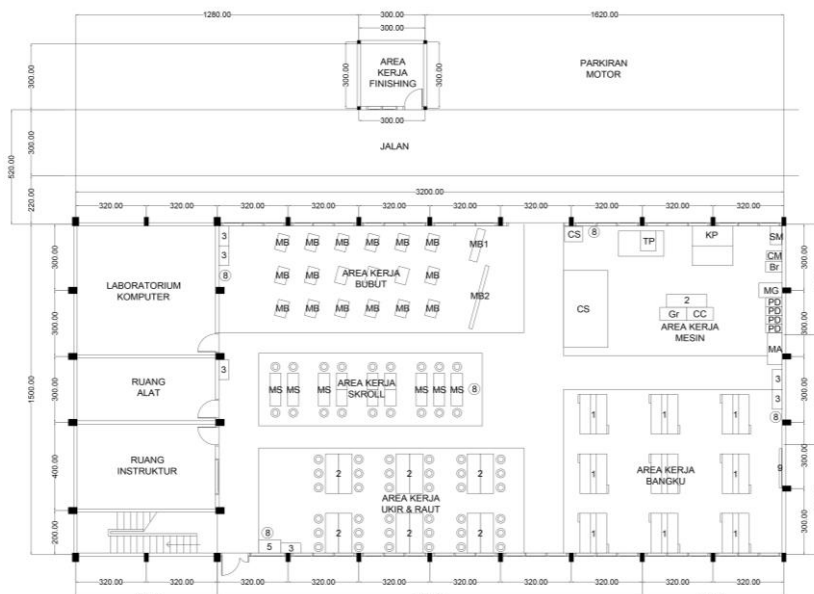 1280.00 300.00 1620.00
300.00
AREA
KERJA
FINISHING
PARKIRAN
MOTOR
300.00 300.00 300.00
300.00
JALAN
300.00
520.00
3200.00
220.00
320.00 320.00 320.00 320.00 320.00 320.00 320.00 320.00 320.00 320.00
3 MB MB MB MB MB MB MB1 CS 8 TP KP SM
3 CM
Br
300.00 LABORATORIUM
KOMPUTER
8 MB MB MB MB
AREA KERJA
BUBUT
MB2 CS MG 300.00
2 PD
Gr CC PD
PD
PD
AREA KERJA
MESIN
300.00 MB MB MB MB MB MB 300.00
MA
3
1500.00
300.00 RUANG
ALAT
MS MS MS MS MS MS
AREA KERJA
SKROLL
8
3
3
8
300.00
1 1 1
400.00 RUANG
INSTRUKTUR
2 2 2
AREA KERJA
UKIR & RAUT
1 1 1
AREA KERJA
BANGKU
9 300.00
200.00
8
5 3
2 2 2
1 1 1
300.00
320.00 320.00 320.00 320.00 320.00 320.00 320.00 320.00 320.00 320.00